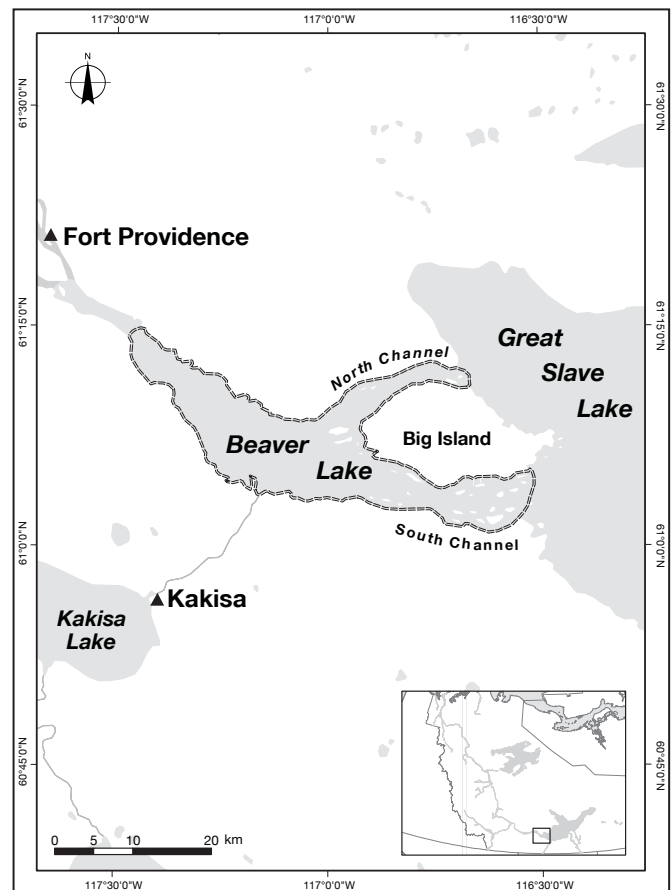 117°30'0"W
117°0'0"W
116°30'0"W
N
61°30'0"N
61°30'0"N
Fort Providence
61°15'0"N
61°15'0"N
Great
Slave
Lake
North Channel
Beaver
Lake
Big Island
South Channel
61°0'0"N
61°0'0"N
Kakisa
Kakisa
Lake
60°45'0"N
60°45'0"N
0 5 10 20 km
117°30'0"W
117°0'0"W
116°30'0"W